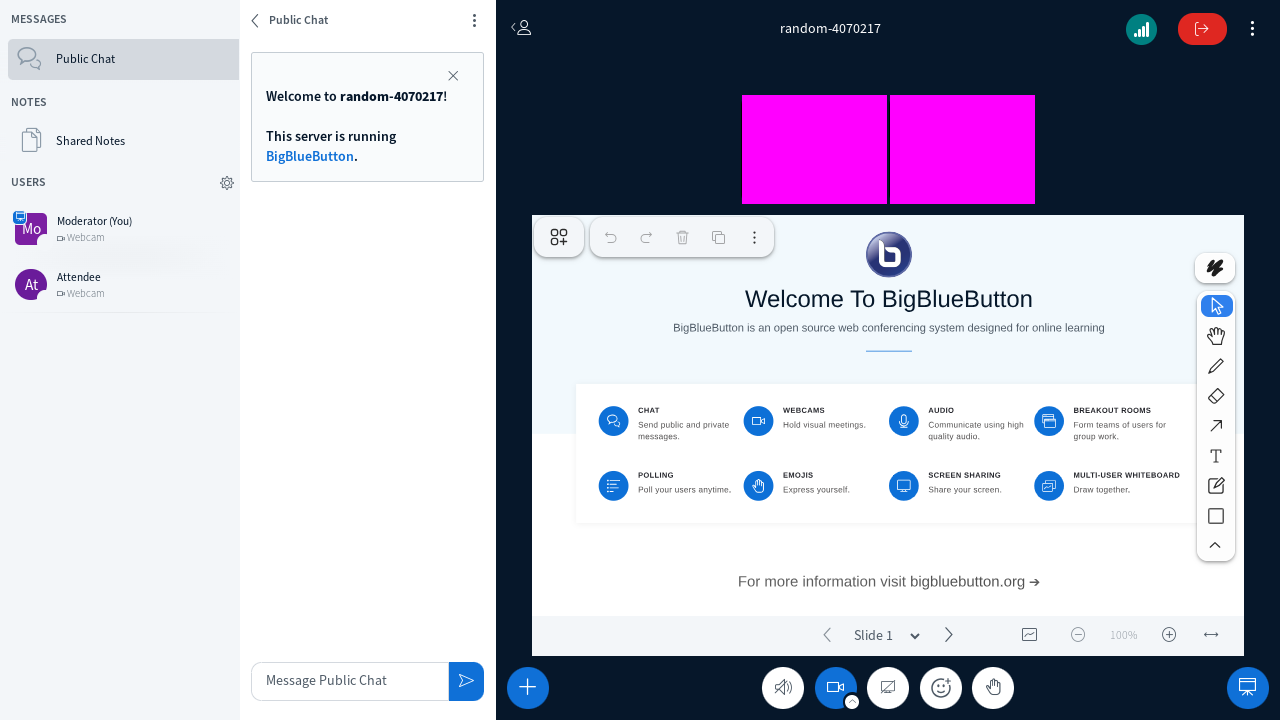 MESSAGES
Public Chat
NOTES
Shared Notes
USERS
Mo
Moderator (You)
Webcam
At
Attendee
Webcam
Public Chat
Welcome to random-4070217!
This server is running
BigBlueButton.
Message Public Chat
random-4070217
Welcome To BigBlueButton
BigBlueButton is an open source web conferencing system designed for online learning
CHAT
Send public and private
messages.
WEBCAMS
Hold visual meetings.
AUDIO
Communicate using high
quality audio.
BREAKOUT ROOMS
Form teams of users for
group work.
POLLING
Poll your users anytime.
EMOJIS
Express yourself.
SCREEN SHARING
Share your screen.
MULTI-USER WHITEBOARD
Draw together.
For more information visit bigbluebutton.org ➔
Slide 1
100%